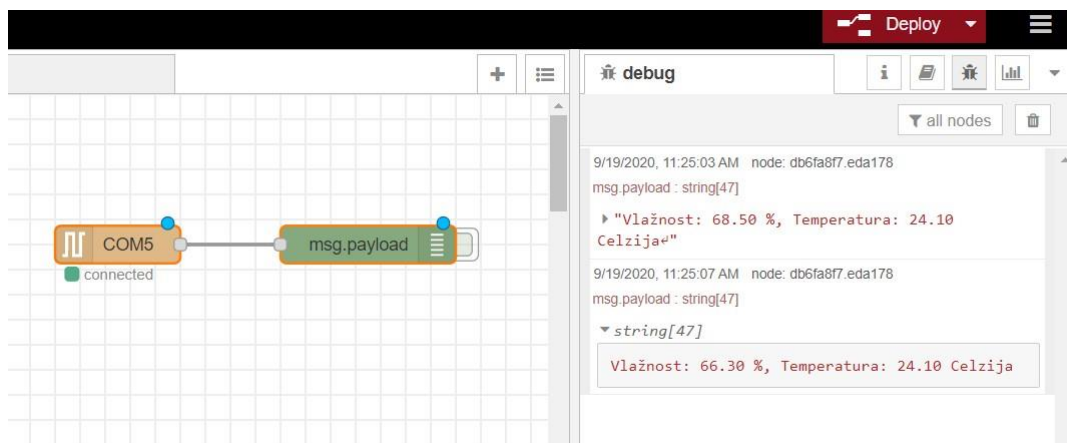 Deploy
debug
i
all nodes
9/19/2020, 11:25:03 AM node: db6fa8f7.eda178
msg.payload : string[47]
"Vlažnost: 68.50 %, Temperatura: 24.10
Celzija↵"
9/19/2020, 11:25:07 AM node: db6fa8f7.eda178
msg.payload : string[47]
string[47]
Vlažnost: 66.30 %, Temperatura: 24.10 Celzija
COM5
msg.payload
connected